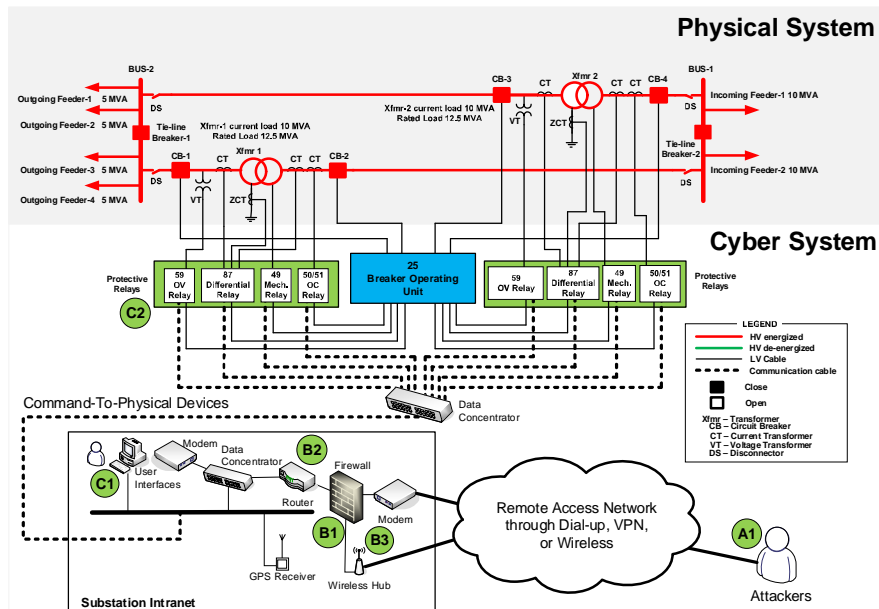 Physical System
BUS-2
BUS-1
CB-3
CT
Xfmr 2
CT
CT
CB-4
Outgoing Feeder-1 5 MVA
DS
Xfmr-2 current load 10 MVA
Rated Load 12.5 MVA
DS
Incoming Feeder-1 10 MVA
Outgoing Feeder-2 5 MVA
VT
ZCT
Tie-line
Breaker-1
Xfmr-1 current load 10 MVA
Rated Load 12.5 MVA
Tie-line
Breaker-2
CB-1
CT
Xfmr 1
CT
CT
CB-2
Outgoing Feeder-3 5 MVA
DS
DS
Incoming Feeder-2 10 MVA
Outgoing Feeder-4 5 MVA
VT
ZCT
Cyber System
Protective
Relays
59
OV
Relay
87
Differential
Relay
49
Mech.
Relay
50/51
OC
Relay
25
Breaker Operating
Unit
59
OV Relay
87
Differential
Relay
49
Mech.
Relay
50/51
OC
Relay
Protective
Relays
C2
LEGEND
HV energized
HV de-energized
LV Cable
Communication cable
Close
Open
Xfmr – Transformer
CB – Circuit Breaker
CT – Current Transformer
VT – Voltage Transformer
DS – Disconnector
Data
Concentrator
Command-To-Physical Devices
Modem
Data
Concentrator
B2
Firewall
User
Interfaces
C1
Router
Modem
B1
B3
GPS Receiver
Wireless Hub
Substation Intranet
Remote Access Network
through Dial-up, VPN,
or Wireless
A1
Attackers